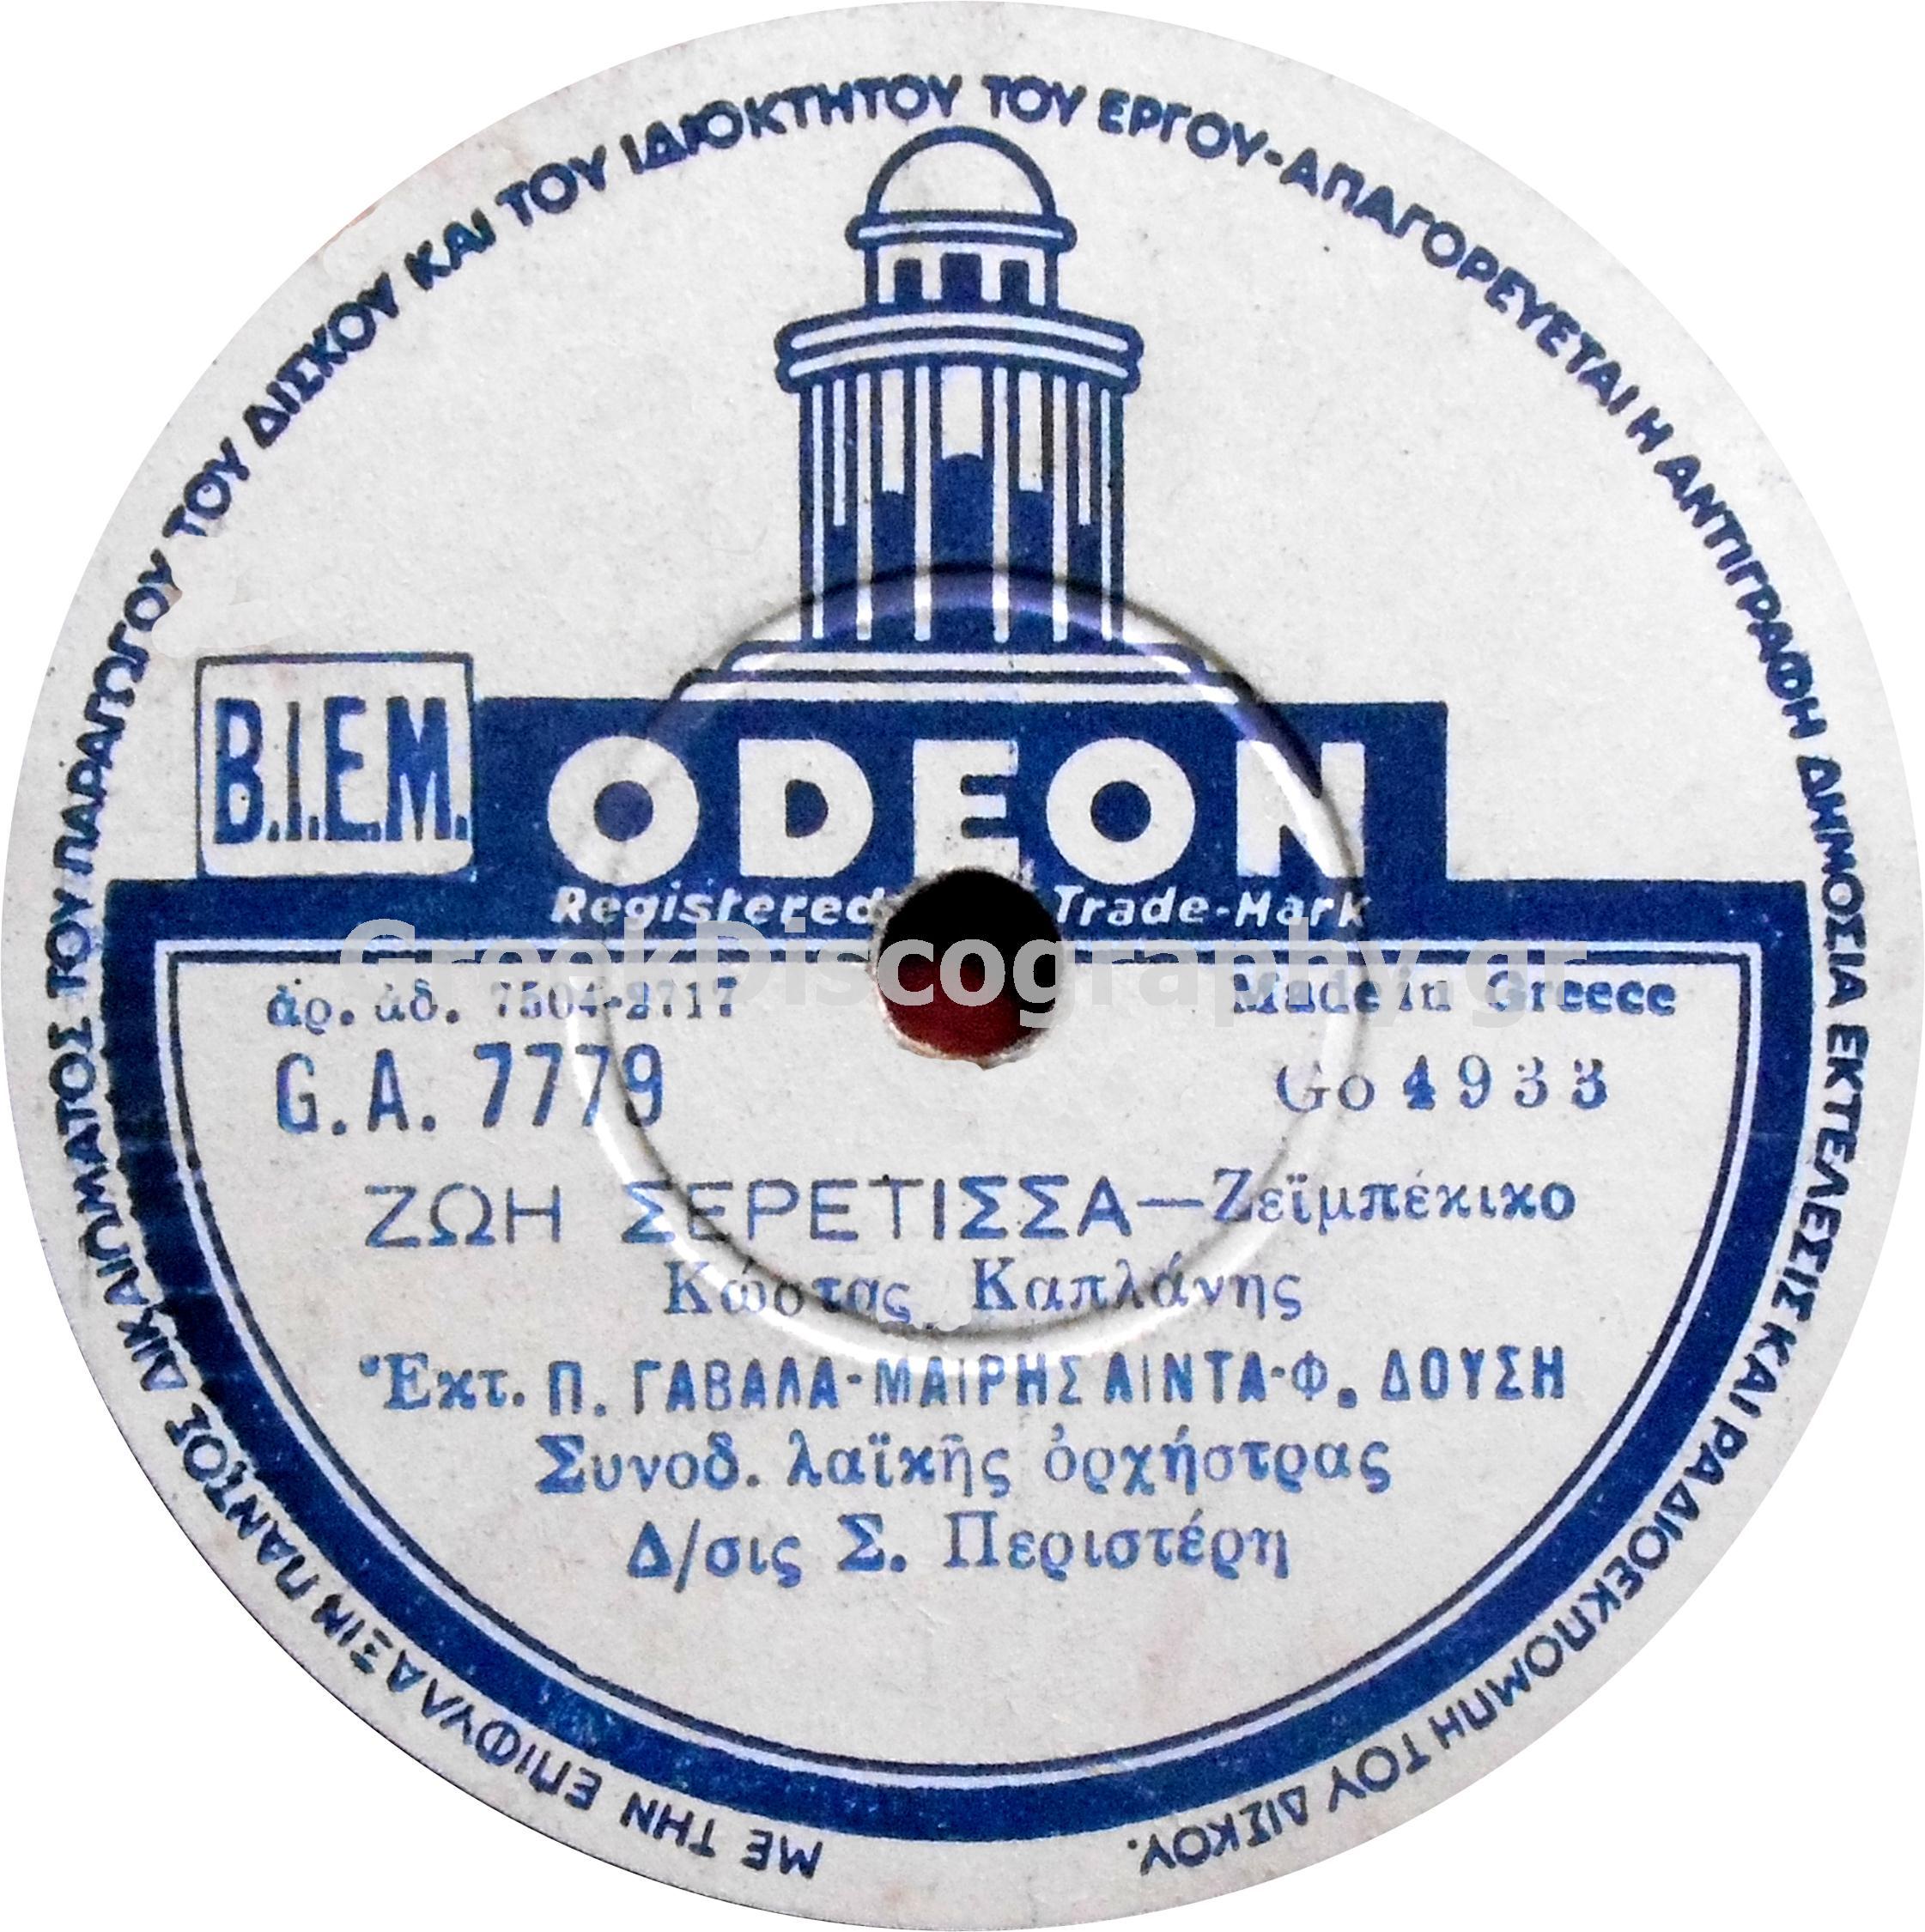 ΜΕ ΤΗΝ ΕΠΙΦΥΛΑΞΙΝ ΠΑΝΤΟΣ ΔΙΚΑΙΩΜΑΤΟΣ ΤΟΥ ΠΑΡΑΓΩΓΟΥ ΤΟΥ ΔΙΣΚΟΥ ΚΑΙ ΤΟΥ ΙΔΙΟΚΤΗΤΟΥ ΤΟΥ ΕΡΓΟΥ-ΑΠΑΓΟΡΕΥΕΤΑΙ Η ΑΝΤΙΓΡΑΦΗ ΔΗΜΟΣΙΑ ΕΚΤΕΛΕΣΙΣ ΚΑΙ ΡΑΔΙΟΕΚΠΟΜΠΗ ΤΟΥ ΔΙΣΚΟΥ.
B.I.E.M.
ODEON
Registered Trade-Mark
GreekDiscography.gr
ἀρ. ἀδ. 7504-2717 Made in Greece
G.A. 7779 Go 4933
ΖΩΗ ΣΕΡΕΤΙΣΣΑ—Ζεϊμπέκικο
Κώστας Καπλάνης
Ἐκτ. Π. ΓΑΒΑΛΑ-ΜΑΙΡΗΣ ΛΙΝΤΑ-Φ. ΔΟΥΣΗ
Συνοδ. λαϊκῆς ὀρχήστρας
Δ/σις Σ. Περιστέρη